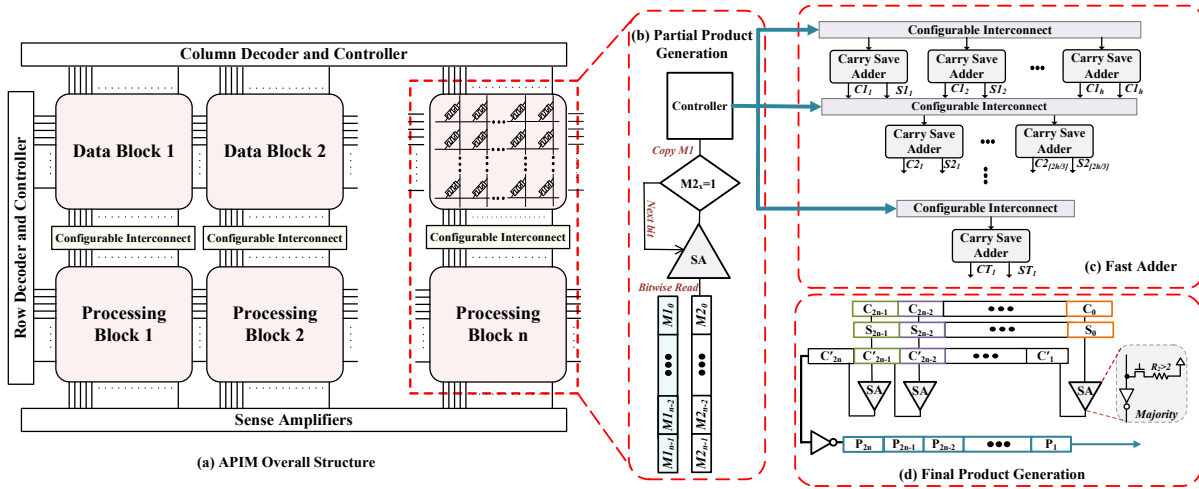 Column Decoder and Controller
Row Decoder and Controller
Data Block 1
Data Block 2
Configurable Interconnect
Configurable Interconnect
Configurable Interconnect
Processing Block 1
Processing Block 2
Processing Block n
Sense Amplifiers
(a) APIM Overall Structure
(b) Partial Product Generation
Controller
Copy M1
M2x=1
Next bit
SA
Bitwise Read
M10
M20
M1n-2
M2n-2
M1n-1
M2n-1
Configurable Interconnect
Carry Save Adder
Carry Save Adder
Carry Save Adder
C11
S11
C12
S12
C1h
C1h
Configurable Interconnect
Carry Save Adder
Carry Save Adder
C21
S21
C2[2h/3]
S2[2h/3]
Configurable Interconnect
Carry Save Adder
CT1
ST1
(c) Fast Adder
C2n-1
C2n-2
C0
S2n-1
S2n-2
S0
C'2n
C'2n-1
C'2n-2
C'1
SA
SA
SA
R2>2
Majority
P2n
P2n-1
P2n-2
P1
(d) Final Product Generation